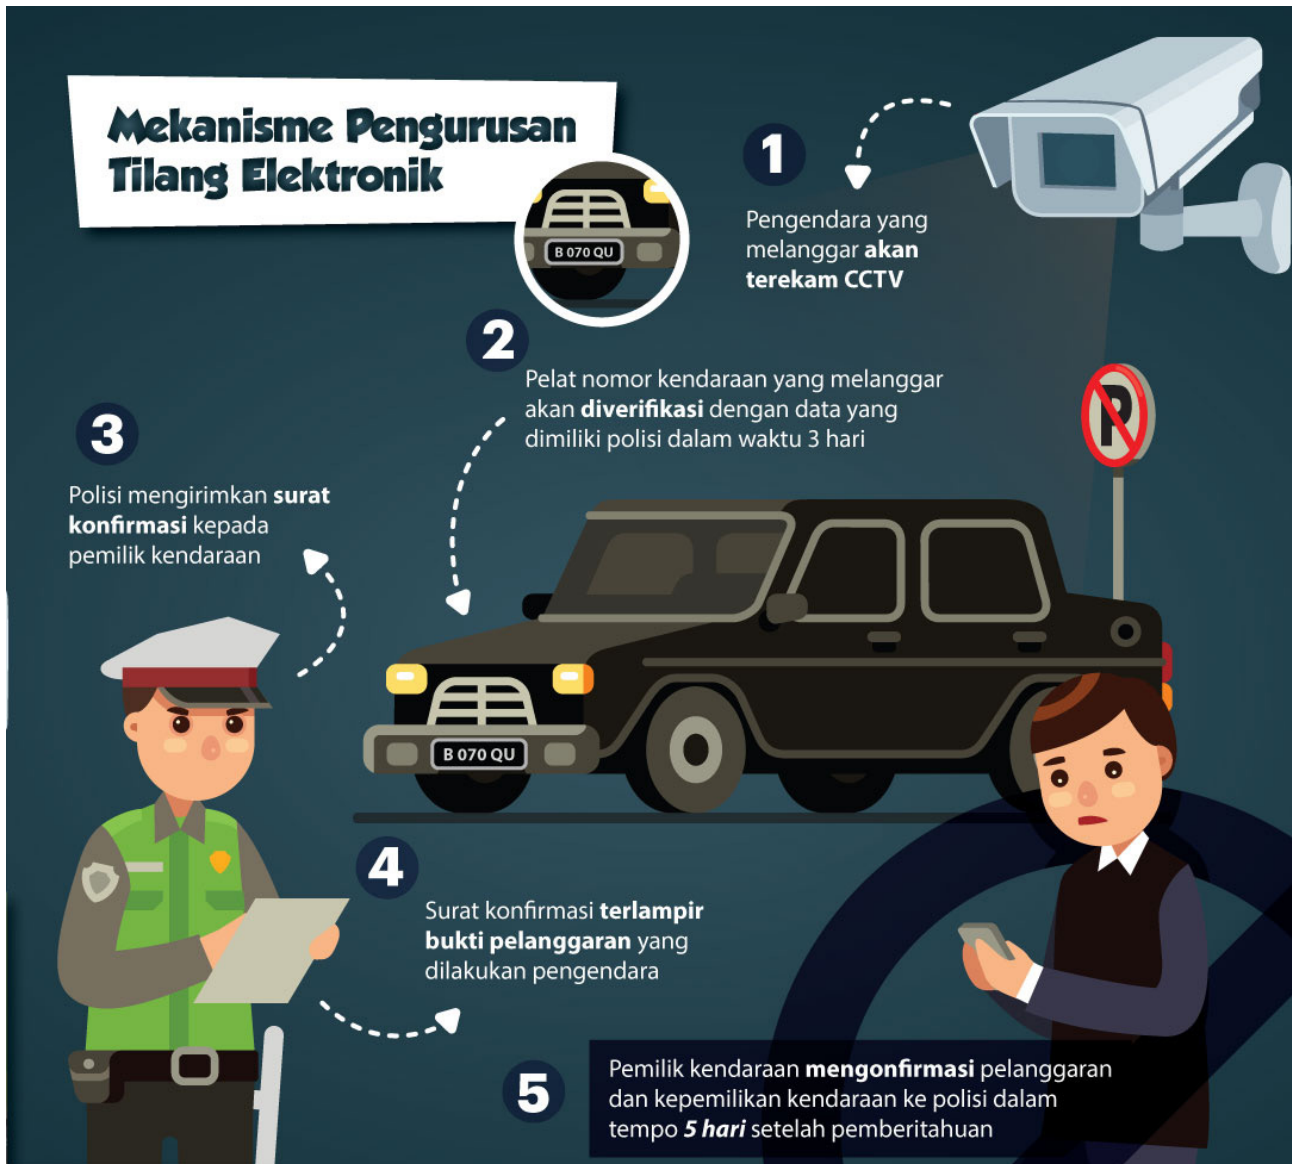 Mekanisme Pengurusan
Tilang Elektronik
B 070 QU
1
Pengendara yang
melanggar akan
terekam CCTV
2
Pelat nomor kendaraan yang melanggar
akan diverifikasi dengan data yang
dimiliki polisi dalam waktu 3 hari
P
3
Polisi mengirimkan surat
konfirmasi kepada
pemilik kendaraan
B 070 QU
4
Surat konfirmasi terlampir
bukti pelanggaran yang
dilakukan pengendara
5
Pemilik kendaraan mengonfirmasi pelanggaran
dan kepemilikan kendaraan ke polisi dalam
tempo 5 hari setelah pemberitahuan